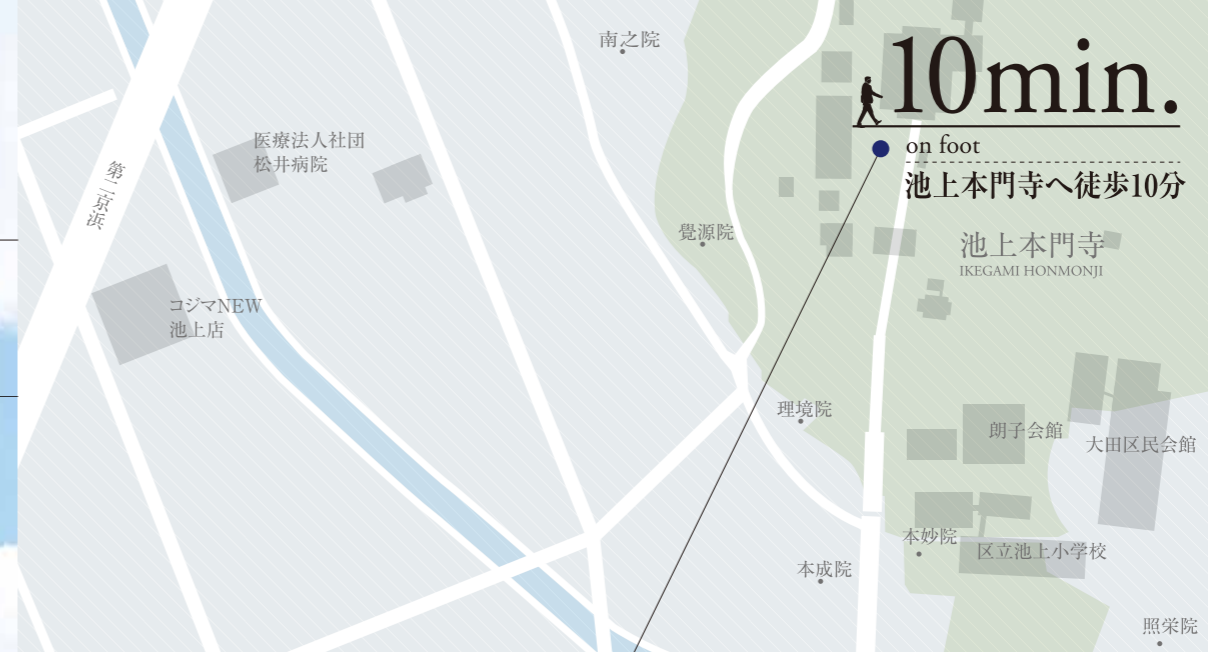 南之院
10min.
on foot
池上本門寺へ徒歩10分
医療法人社団
松井病院
第二京浜
覺源院
池上本門寺
IKEGAMI HONMONJI
コジマNEW
池上店
理境院
朗子会館
大田区民会館
本妙院
区立池上小学校
本成院
照栄院